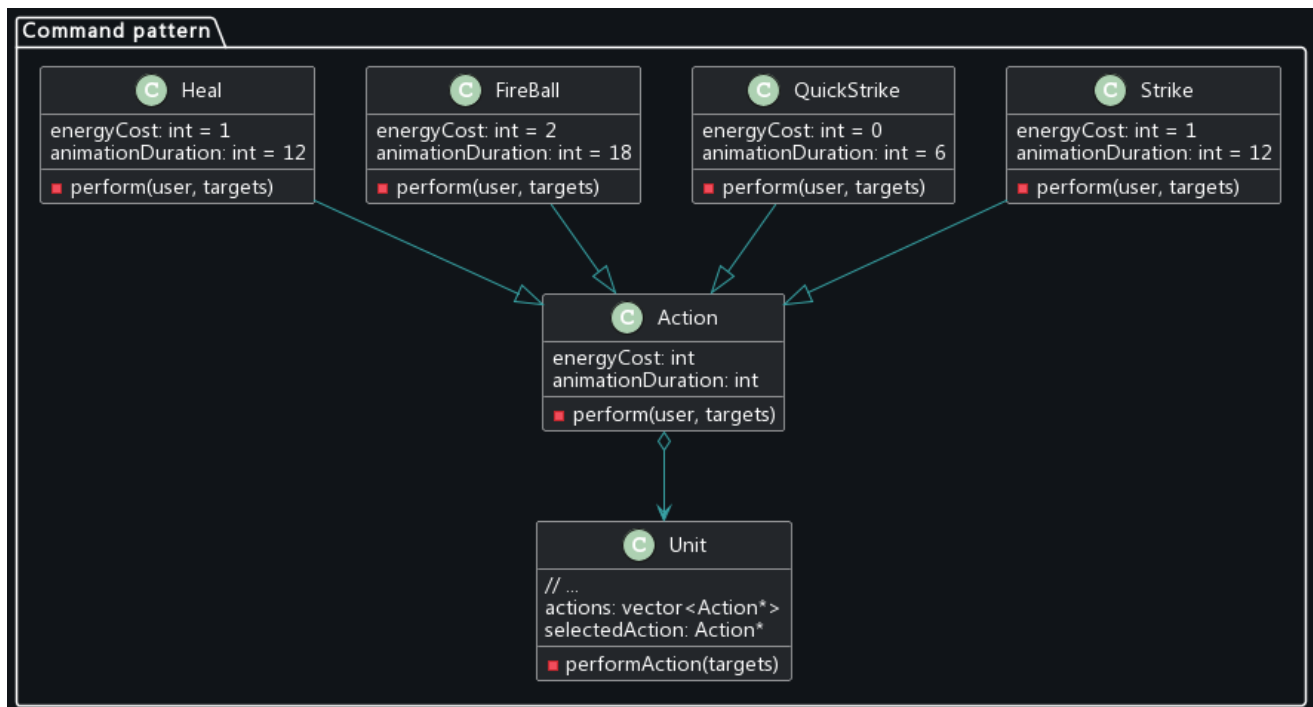 Command pattern
C Heal
energyCost: int = 1
animationDuration: int = 12
perform(user, targets)
C FireBall
energyCost: int = 2
animationDuration: int = 18
perform(user, targets)
C QuickStrike
energyCost: int = 0
animationDuration: int = 6
perform(user, targets)
C Strike
energyCost: int = 1
animationDuration: int = 12
perform(user, targets)
C Action
energyCost: int
animationDuration: int
perform(user, targets)
C Unit
// ...
actions: vector<Action*>
selectedAction: Action*
performAction(targets)